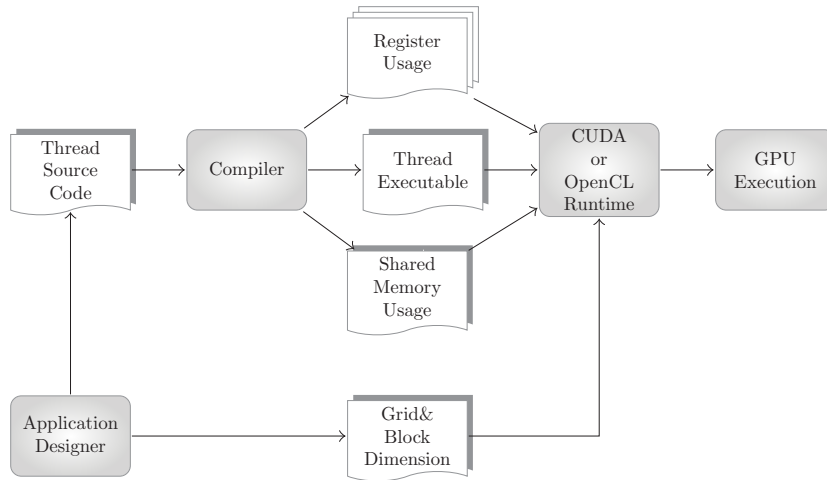 Register
Usage
Thread
Source
Code
Compiler
Thread
Executable
CUDA
or
OpenCL
Runtime
GPU
Execution
Shared
Memory
Usage
Application
Designer
Grid&
Block
Dimension